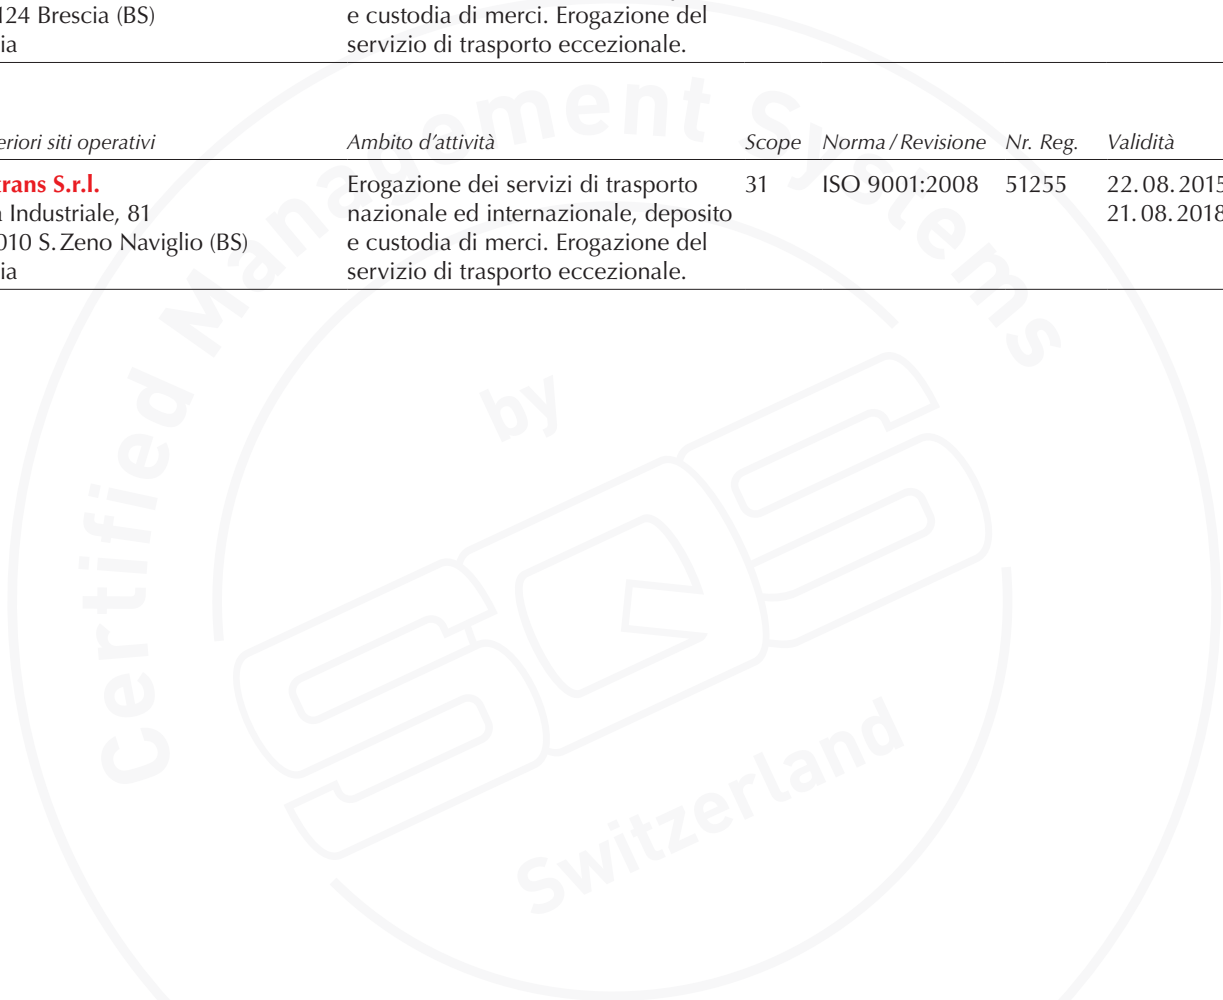 124 Brescia (BS) e custodia di merci. Erogazione del
ia servizio di trasporto eccezionale.
eriori siti operativi Ambito d'attività Scope Norma / Revisione Nr. Reg. Validità
rans S.r.l. Erogazione dei servizi di trasporto 31 ISO 9001:2008 51255 22. 08. 2015
a Industriale, 81 nazionale ed internazionale, deposito 21. 08. 2018
010 S. Zeno Naviglio (BS) e custodia di merci. Erogazione del
ia servizio di trasporto eccezionale.
Certified Management Systems
by
SQS
Switzerland